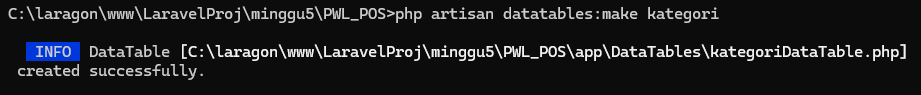 C:\laragon\www\LaravelProj\minggu5\PWL_POS>php artisan datatables:make kategori
INFO DataTable [C:\laragon\www\LaravelProj\minggu5\PWL_POS\app\DataTables\kategoriDataTable.php]
created successfully.